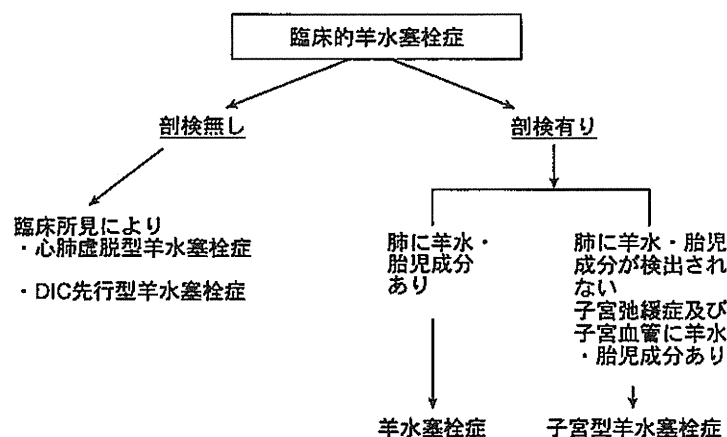 臨床的羊水塞栓症
剖検無し
剖検有り
臨床所見により
・心肺虚脱型羊水塞栓症
・DIC先行型羊水塞栓症
肺に羊水・
胎児成分
あり
肺に羊水・胎児
成分が検出され
ない
子宮弛緩症及び
子宮血管に羊水
・胎児成分あり
羊水塞栓症
子宮型羊水塞栓症